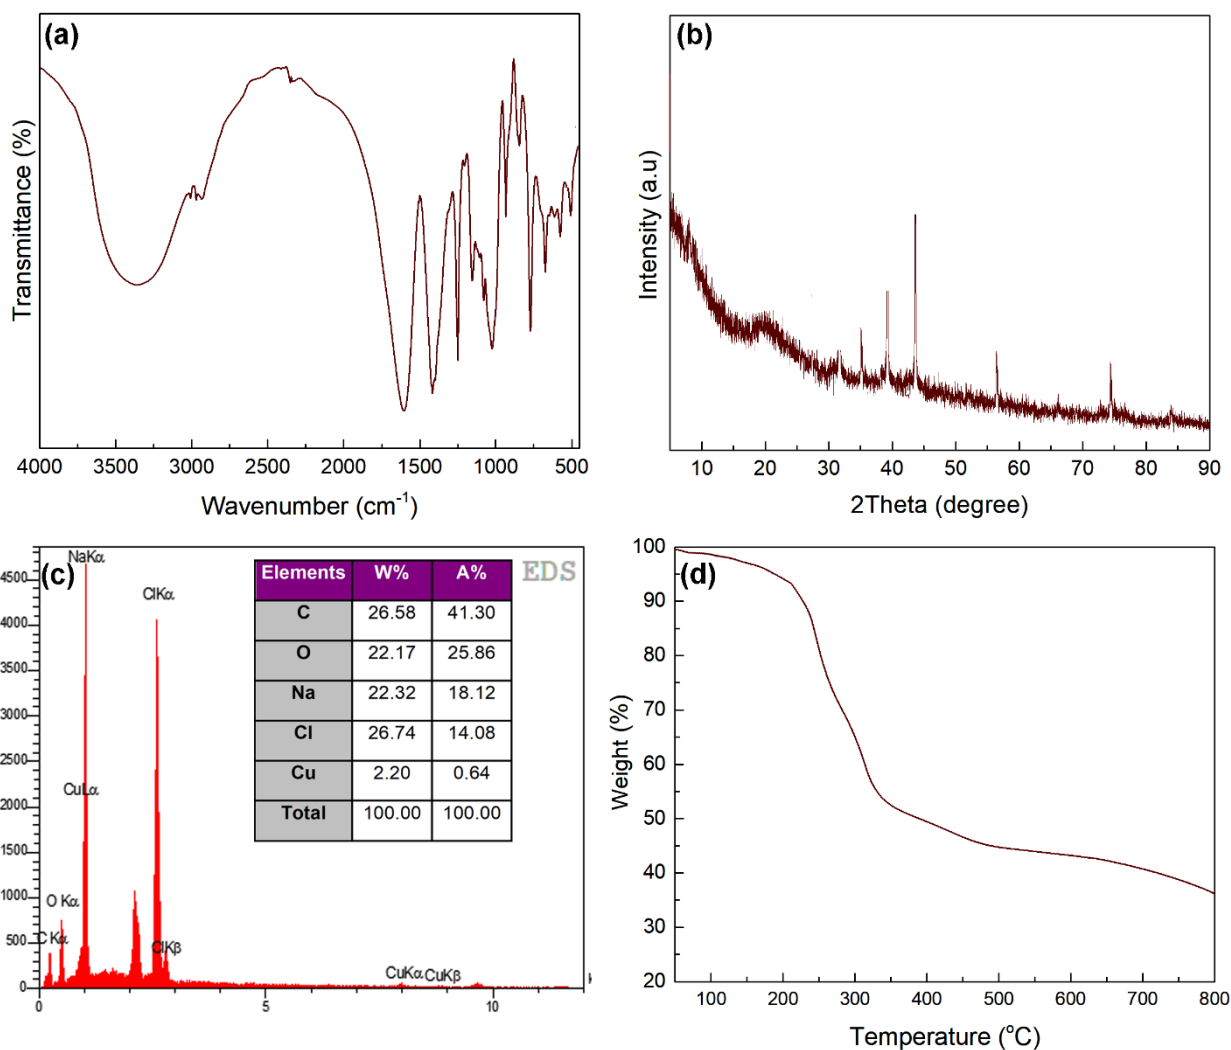 (a)
Transmittance (%)
4000 3500 3000 2500 2000 1500 1000 500
Wavenumber (cm-1)
(b)
Intensity (a.u)
10 20 30 40 50 60 70 80 90
2Theta (degree)
(c)
NaKα
ClKα
CuLα
O Kα
C Kα
ClKβ
CuKα CuKβ
4500
4000
3500
3000
2500
2000
1500
1000
500
0
0 5 10
EDS
Elements W% A%
C 26.58 41.30
O 22.17 25.86
Na 22.32 18.12
Cl 26.74 14.08
Cu 2.20 0.64
Total 100.00 100.00
(d)
Weight (%)
100
90
80
70
60
50
40
30
20
100 200 300 400 500 600 700 800
Temperature (oC)